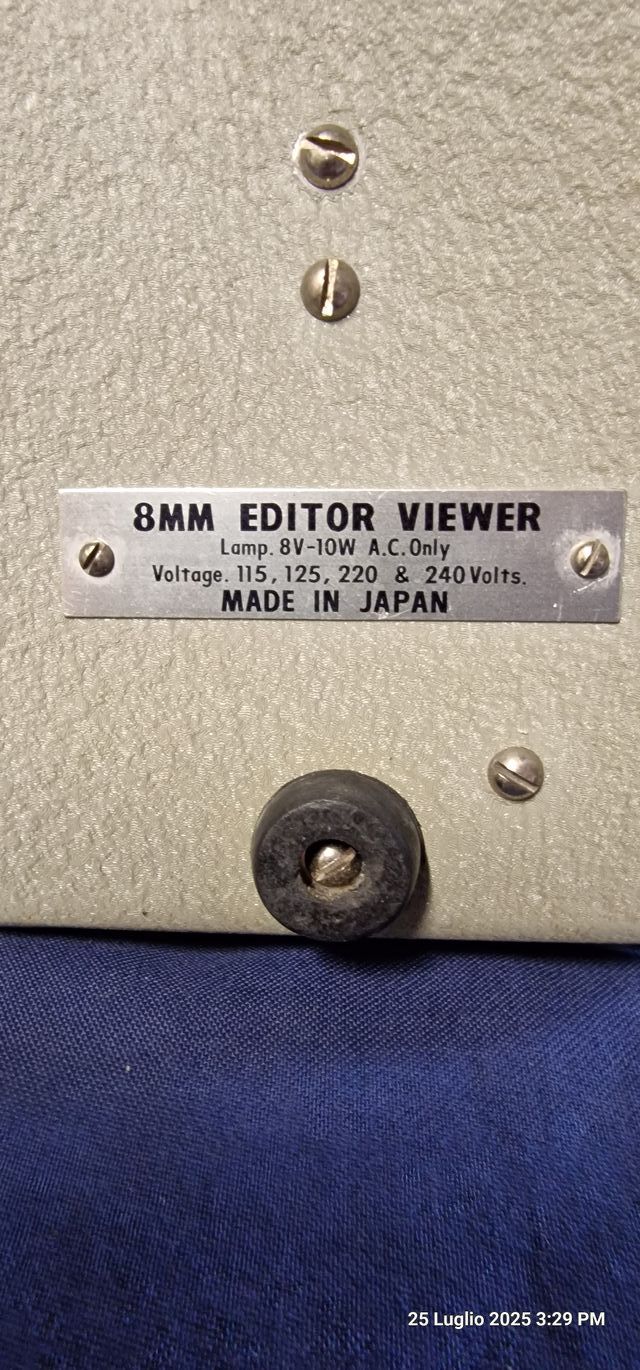 8MM EDITOR VIEWER
Lamp. 8V-10W A.C.Only
Voltage. 115, 125, 220 & 240 Volts.
MADE IN JAPAN
25 Luglio 2025 3:29 PM